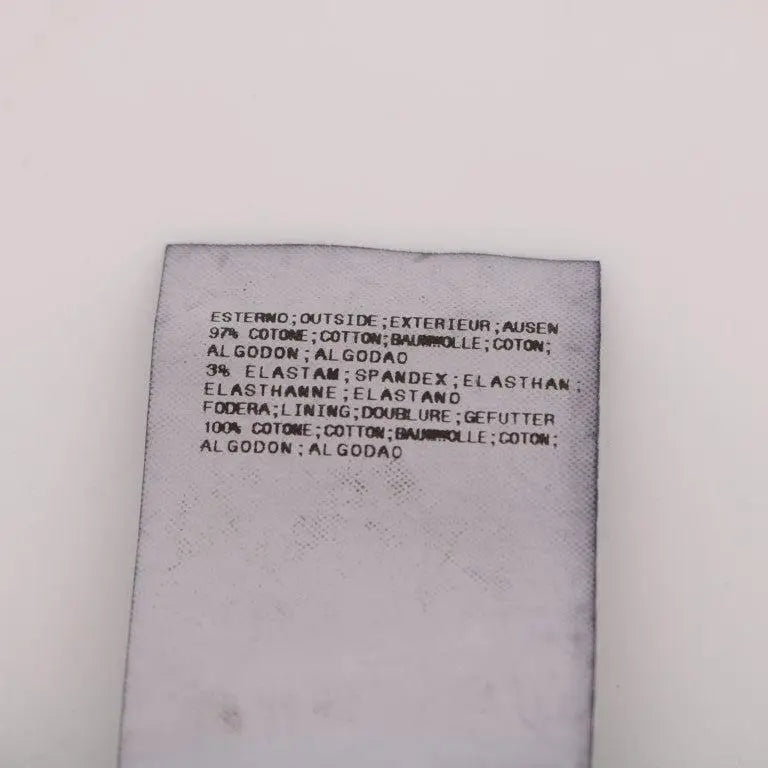 ESTERNO;OUTSIDE;EXTERIEUR;AUSEN
97% COTONE;COTTON;BAUMWOLLE;COTON;
ALGODON;ALGODAO
3% ELASTAM;SPANDEX;ELASTHAN;
ELASTHANNE;ELASTANO
FODERA;LINING;DOUBLURE;GEFUTTER
100% COTONE;COTTON;BAUMWOLLE;COTON;
ALGODON;ALGODAO